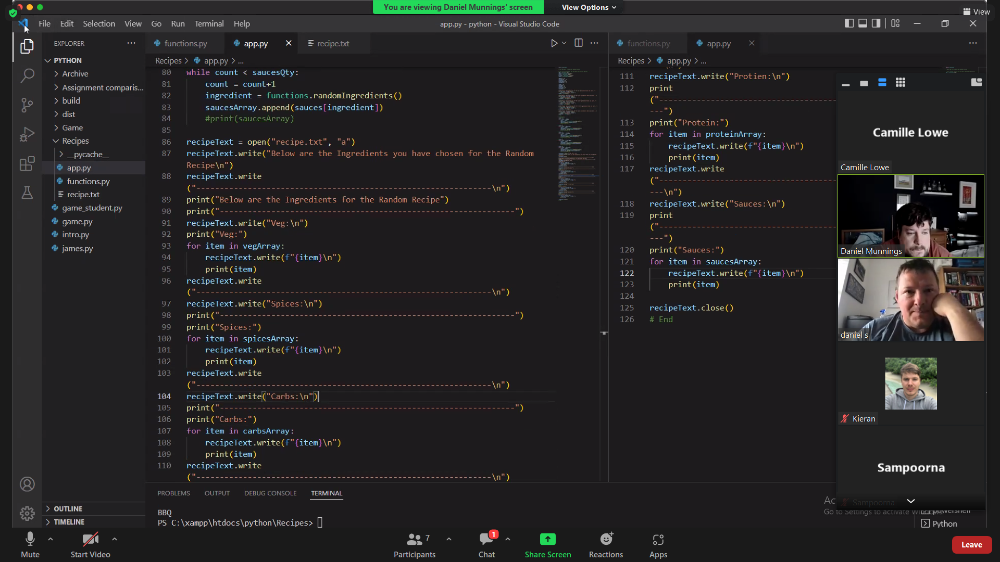 You are viewing Daniel Munnings' screen
View Options
View
File Edit Selection View Go Run Terminal Help
app.py - python - Visual Studio Code
EXPLORER
PYTHON
Archive
Assignment comparis...
build
dist
Game
Recipes
__pycache__
app.py
functions.py
recipe.txt
game_student.py
game.py
intro.py
james.py
OUTLINE
TIMELINE
functions.py
app.py
recipe.txt
Recipes > app.py > ...
80 while count < saucesQty:
81 count = count+1
82 ingredient = functions.randomIngredients()
83 saucesArray.append(sauces[ingredient])
84 #print(saucesArray)
85
86 recipeText = open("recipe.txt", "a")
87 recipeText.write("Below are the Ingredients you have chosen for the Random
Recipe\n")
88 recipeText.write
("----------------------------------------------------------------\n")
89 print("Below are the Ingredients for the Random Recipe")
90 print("---------------------------------------------------------------")
91 recipeText.write("Veg:\n")
92 print("Veg:")
93 for item in vegArray:
94 recipeText.write(f"{item}\n")
95 print(item)
96 recipeText.write
("----------------------------------------------------------------\n")
97 recipeText.write("Spices:\n")
98 print("---------------------------------------------------------------")
99 print("Spices:")
100 for item in spicesArray:
101 recipeText.write(f"{item}\n")
102 print(item)
103 recipeText.write
("----------------------------------------------------------------\n")
104 recipeText.write("Carbs:\n")
105 print("---------------------------------------------------------------")
106 print("Carbs:")
107 for item in carbsArray:
108 recipeText.write(f"{item}\n")
109 print(item)
110 recipeText.write
("----------------------------------------------------------------\n")
functions.py
app.py
Recipes > app.py > ...
111 recipeText.write("Protien:\n")
112 print
("--------------------------------------
---")
113 print("Protein:")
114 for item in proteinArray:
115 recipeText.write(f"{item}\n")
116 print(item)
117 recipeText.write
("--------------------------------------
---\n")
118 recipeText.write("Sauces:\n")
119 print
("--------------------------------------
---")
120 print("Sauces:")
121 for item in saucesArray:
122 recipeText.write(f"{item}\n")
123 print(item)
124
125 recipeText.close()
126 # End
Camille Lowe
Camille Lowe
Daniel Munnings
daniel s
Kieran
Sampoorna
Sampoorna
PROBLEMS OUTPUT DEBUG CONSOLE TERMINAL
BBQ
PS C:\xampp\htdocs\python\Recipes>
Go to Settings to activate Windows.
powershell
Python
Mute
Start Video
Participants 7
Chat 1
Share Screen
Reactions
Apps
Leave